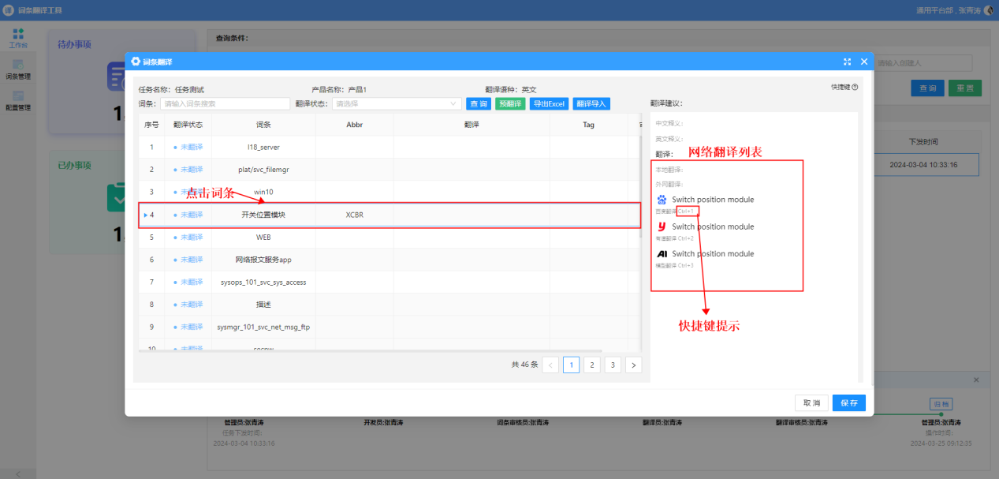 词条翻译工具
通用平台部 , 张青涛
工作台
词条管理
配置管理
待办事项
已办事项
查询条件:
请输入创建人
查 询
重 置
下发时间
2024-03-04 10:33:16
词条翻译
任务名称: 任务测试
产品名称: 产品1
翻译语种: 英文
快捷键
词条: 请输入词条搜索
翻译状态: 请选择
查 询 预翻译 导出Excel 翻译导入
序号 翻译状态 词条 Abbr 翻译 Tag
1 未翻译 I18_server
2 未翻译 plat/svc_filemgr
3 win10
点击词条
4 未翻译 开关位置模块 XCBR
5 未翻译 WEB
6 未翻译 网络报文服务app
7 未翻译 sysops_101_svc_sys_access
8 未翻译 描述
9 未翻译 sysmgr_101_svc_net_msg_ftp
10 未翻译
共 46 条 1 2 3
翻译建议:
中文释义:
英文释义:
翻译:
网络翻译列表
本地翻译:
外网翻译:
Switch position module
百度翻译 Ctrl+1
Switch position module
有道翻译 Ctrl+2
AI Switch position module
模型翻译 Ctrl+3
快捷键提示
取 消
保 存
归 档
管理员:张青涛
开发员:张青涛
词条审核员:张青涛
翻译员:张青涛
翻译审核员:张青涛
管理员:张青涛
任务下发时间:
2024-03-04 10:33:16
操作时间:
2024-03-25 09:12:35